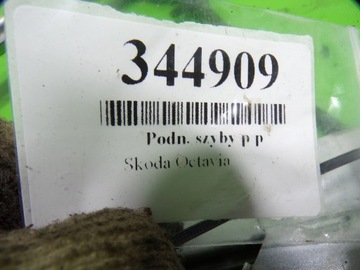 344909
Podn. szyby p p
Skoda Octavia